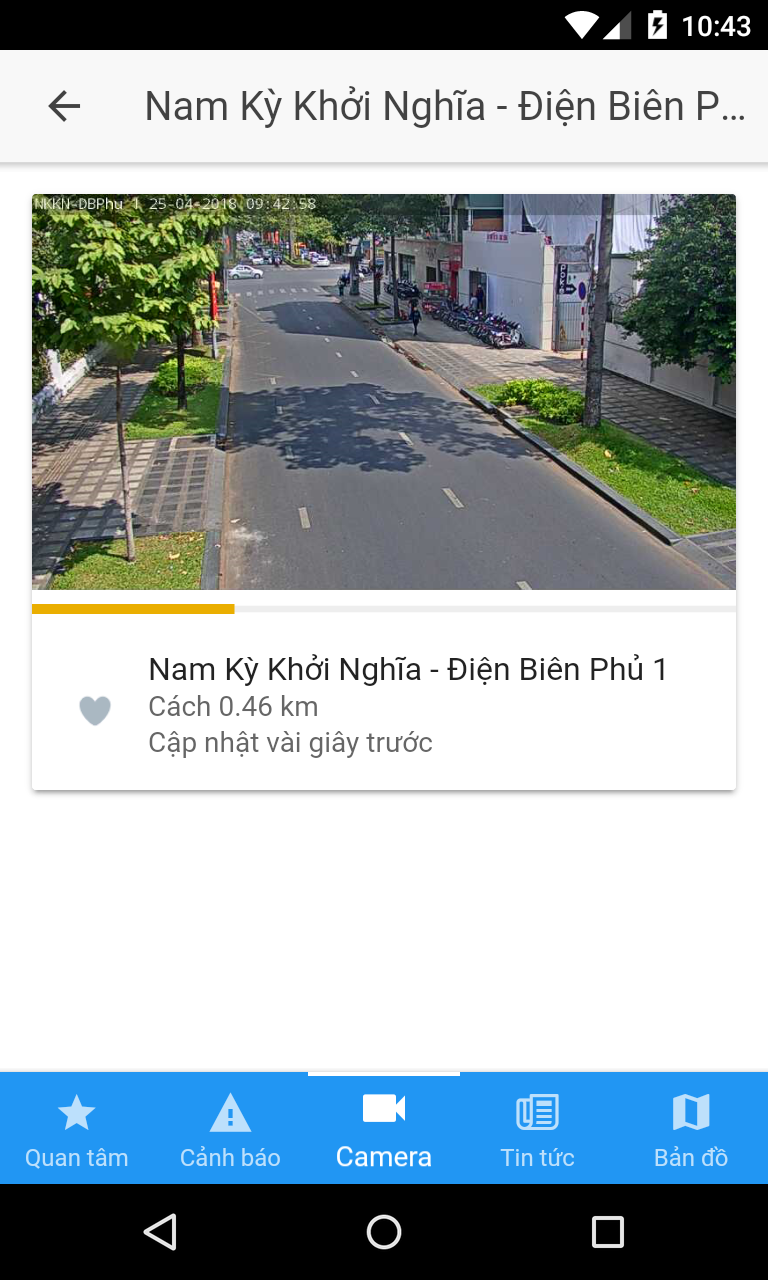 10:43
Nam Kỳ Khởi Nghĩa - Điện Biên P...
NKKN-DBPhu 1 25-04-2018 09:42:58
Nam Kỳ Khởi Nghĩa - Điện Biên Phủ 1
Cách 0.46 km
Cập nhật vài giây trước
Quan tâm
Cảnh báo
Camera
Tin tức
Bản đồ